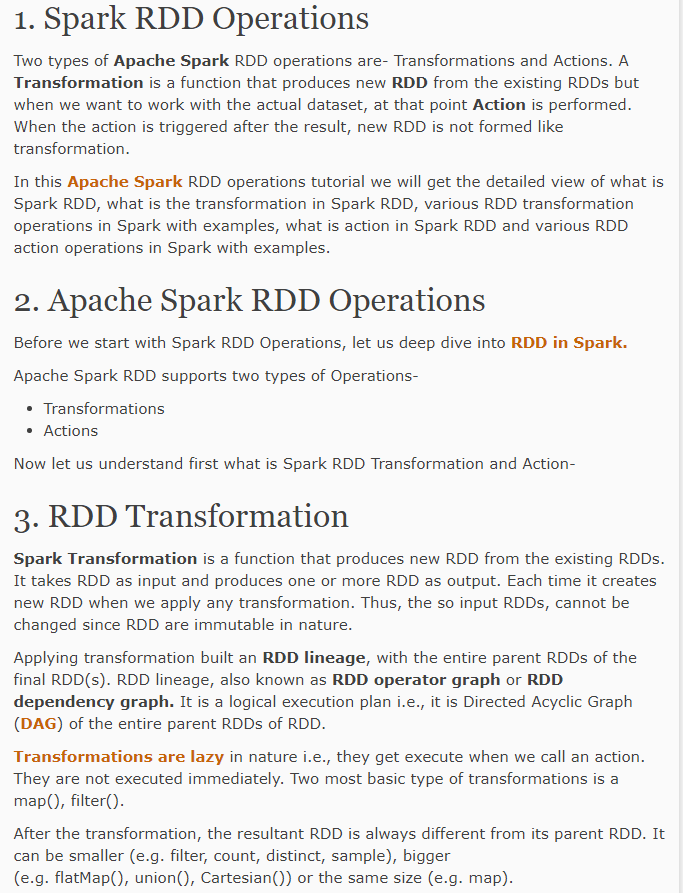 1. Spark RDD Operations
Two types of Apache Spark RDD operations are- Transformations and Actions. A
Transformation is a function that produces new RDD from the existing RDDs but
when we want to work with the actual dataset, at that point Action is performed.
When the action is triggered after the result, new RDD is not formed like
transformation.
In this Apache Spark RDD operations tutorial we will get the detailed view of what is
Spark RDD, what is the transformation in Spark RDD, various RDD transformation
operations in Spark with examples, what is action in Spark RDD and various RDD
action operations in Spark with examples.
2. Apache Spark RDD Operations
Before we start with Spark RDD Operations, let us deep dive into RDD in Spark.
Apache Spark RDD supports two types of Operations-
• Transformations
• Actions
Now let us understand first what is Spark RDD Transformation and Action-
3. RDD Transformation
Spark Transformation is a function that produces new RDD from the existing RDDs.
It takes RDD as input and produces one or more RDD as output. Each time it creates
new RDD when we apply any transformation. Thus, the so input RDDs, cannot be
changed since RDD are immutable in nature.
Applying transformation built an RDD lineage, with the entire parent RDDs of the
final RDD(s). RDD lineage, also known as RDD operator graph or RDD
dependency graph. It is a logical execution plan i.e., it is Directed Acyclic Graph
(DAG) of the entire parent RDDs of RDD.
Transformations are lazy in nature i.e., they get execute when we call an action.
They are not executed immediately. Two most basic type of transformations is a
map(), filter().
After the transformation, the resultant RDD is always different from its parent RDD. It
can be smaller (e.g. filter, count, distinct, sample), bigger
(e.g. flatMap(), union(), Cartesian()) or the same size (e.g. map).